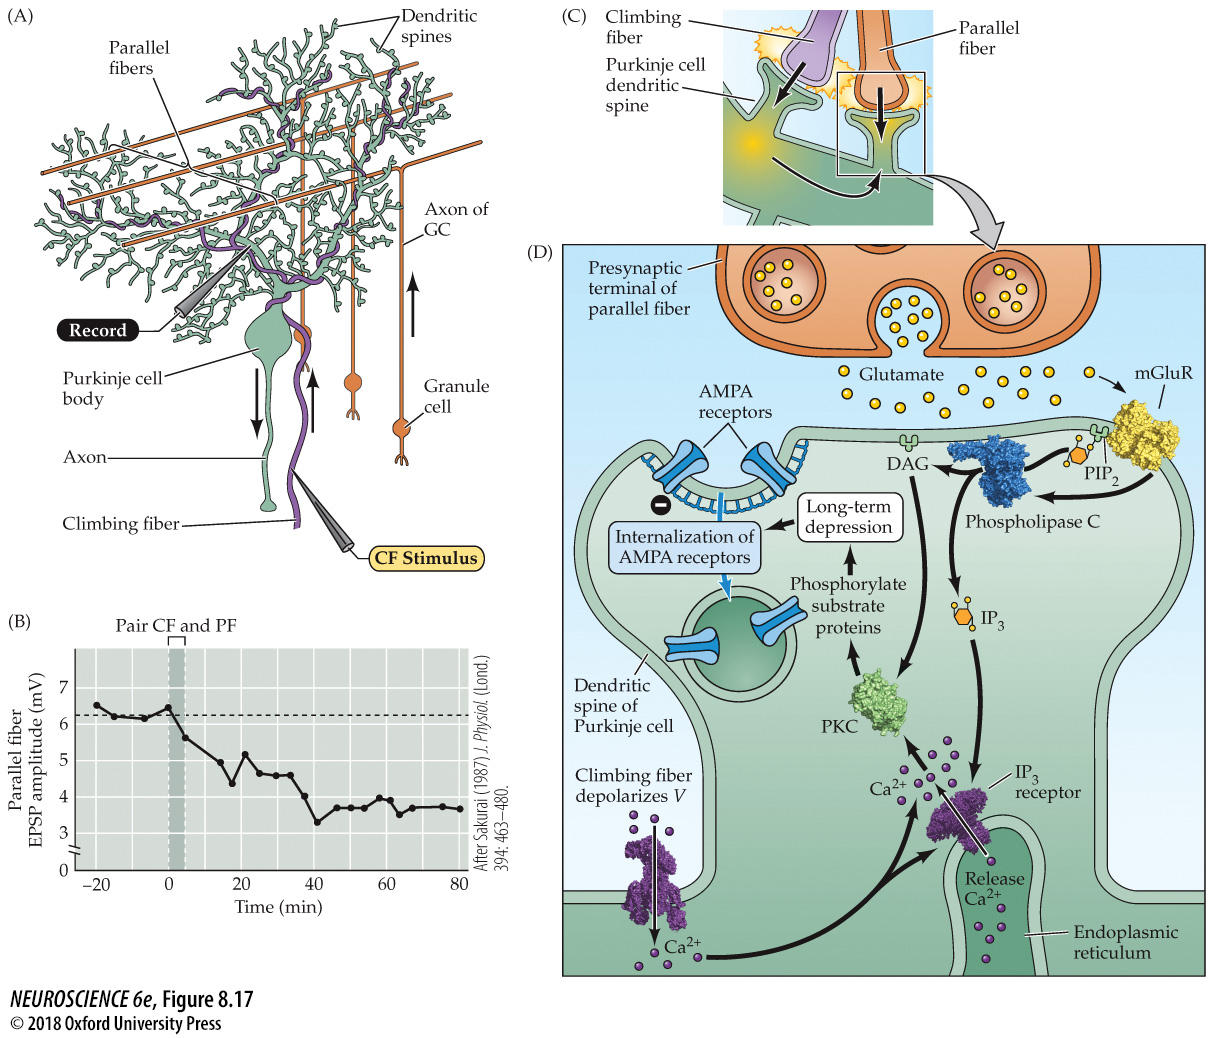 (A)
Dendritic
spines
Parallel
fibers
Axon of
GC
Record
Purkinje cell
body
Granule
cell
Axon
Climbing fiber
CF Stimulus
(B)
Pair CF and PF
Parallel fiber
EPSP amplitude (mV)
7
6
5
4
3
0
−20
0
20
40
60
80
Time (min)
After Sakurai (1987) J. Physiol. (Lond.)
394: 463–480.
(C)
Climbing
fiber
Parallel
fiber
Purkinje cell
dendritic
spine
(D)
Presynaptic
terminal of
parallel fiber
Glutamate
mGluR
AMPA
receptors
DAG
PIP2
Phospholipase C
Long-term
depression
Internalization of
AMPA receptors
Phosphorylate
substrate
proteins
IP3
Dendritic
spine of
Purkinje cell
PKC
Climbing fiber
depolarizes V
Ca2+
IP3
receptor
Release
Ca2+
Ca2+
Endoplasmic
reticulum
NEUROSCIENCE 6e, Figure 8.17
© 2018 Oxford University Press